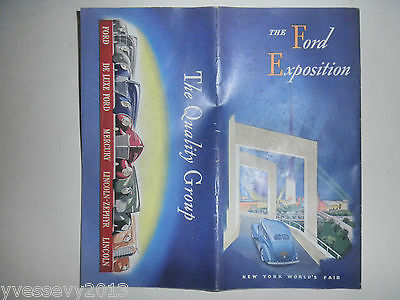 THE Ford
Exposition
NEW YORK WORLD'S FAIR
The Quality Group
FORD DE LUXE FORD MERCURY LINCOLN-ZEPHYR LINCOLN
yvessevy2013